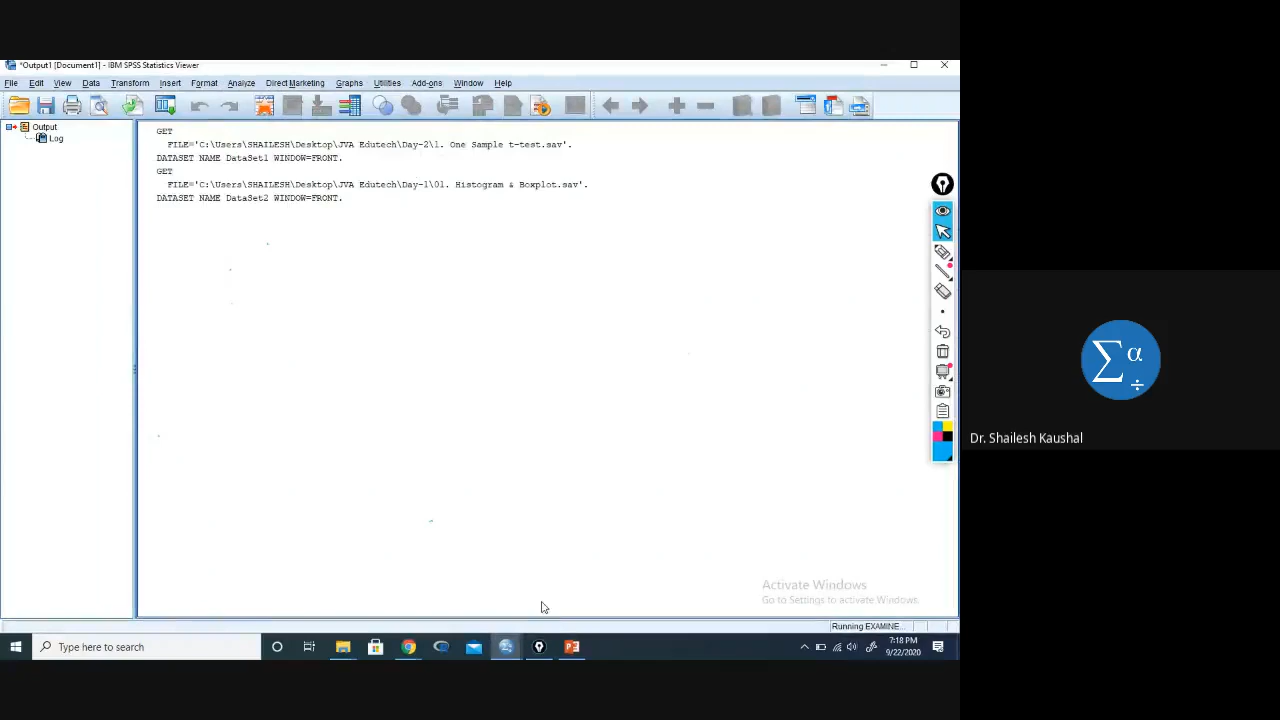 *Output1 [Document1] - IBM SPSS Statistics Viewer
File Edit View Data Transform Insert Format Analyze Direct Marketing Graphs Utilities Add-ons Window Help
Output
Log
GET
FILE='C:\Users\SHAILESH\Desktop\JVA Edutech\Day-2\1. One Sample t-test.sav'.
DATASET NAME DataSet1 WINDOW=FRONT.
GET
FILE='C:\Users\SHAILESH\Desktop\JVA Edutech\Day-1\01. Histogram & Boxplot.sav'.
DATASET NAME DataSet2 WINDOW=FRONT.
Σ α ÷
Dr. Shailesh Kaushal
Activate Windows
Go to Settings to activate Windows.
Running EXAMINE...
Type here to search
7:18 PM
9/22/2020